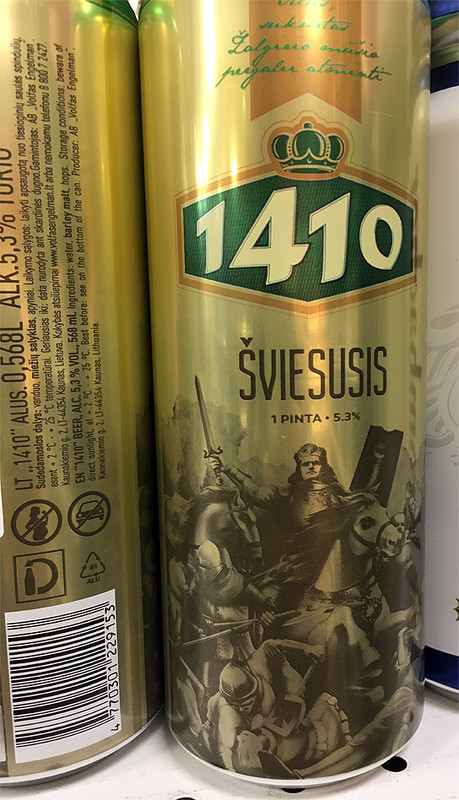 LT „1410" ALUS. 0,568L ALK.5,3% TŪRIO
Sudedamosios dalys: vanduo, miežių salyklas, apyniai. Laikymo sąlygos: laikyti apsaugotą nuo tiesioginių saulės spindulių,
esant + 2 °C - + 25 °C temperatūrai. Geriausias iki: data nurodyta ant skardinės dugno. Gamintojas: AB „Volfas Engelman",
Kaunakiemio g. 2, LT-44354 Kaunas, Lietuva. Kokybės atsiliepimai www.volfasengelman.lt arba nemokamu telefonu 8 800 7 2427.
EN "1410" BEER, ALC. 5,3 % VOL., 568 ml. Ingredients: water, barley malt, hops. Storage conditions: beware of
direct sunlight, at + 2 °C - + 25 °C. Best before: see on the bottom of the can. Producer: AB „Volfas Engelman",
Kaunakiemio g. 2, LT-44354 Kaunas, Lithuania.
D
41
ALU
4 770301 229153
sukurtas
Žalgirio mūšio
pergalei atminti
1410
ŠVIESUSIS
1 PINTA • 5.3%